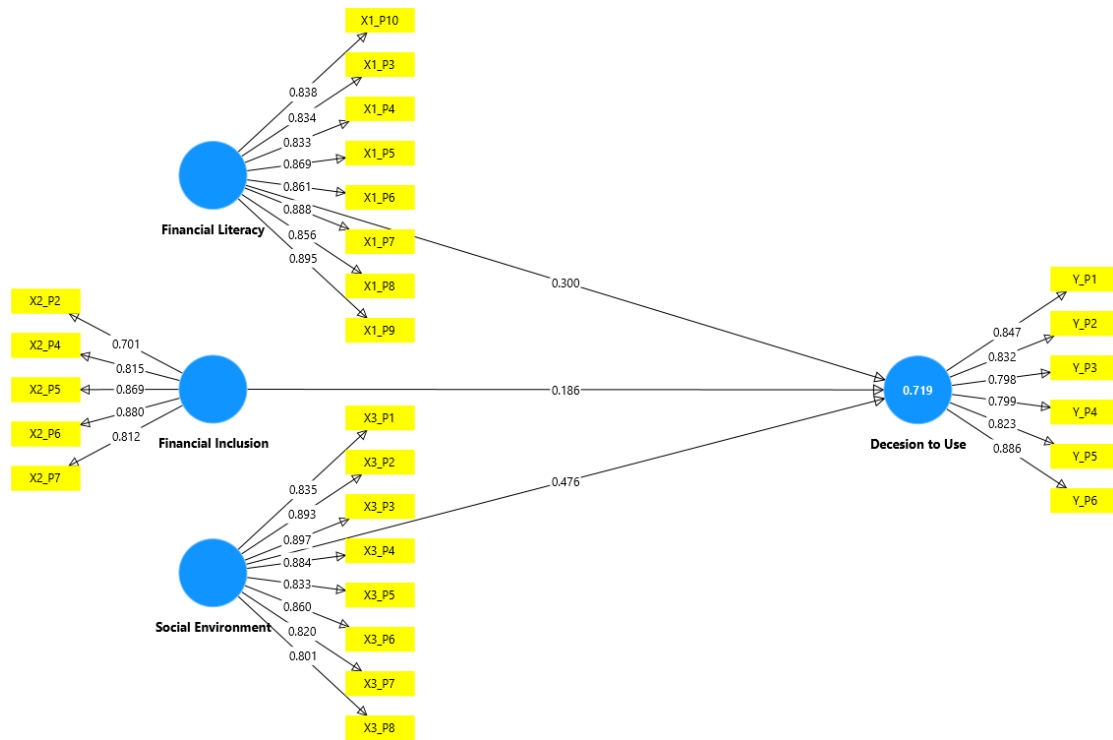 X1_P10
X1_P3
X1_P4
X1_P5
X1_P6
X1_P7
X1_P8
X1_P9
0.838
0.834
0.833
0.869
0.861
0.888
0.856
0.895
Financial Literacy
0.300
X2_P2
X2_P4
X2_P5
X2_P6
X2_P7
0.701
0.815
0.869
0.880
0.812
Financial Inclusion
0.186
X3_P1
X3_P2
X3_P3
X3_P4
X3_P5
X3_P6
X3_P7
X3_P8
0.835
0.893
0.897
0.884
0.833
0.860
0.820
0.801
Social Environment
0.476
0.719
Decesion to Use
0.847
0.832
0.798
0.799
0.823
0.886
Y_P1
Y_P2
Y_P3
Y_P4
Y_P5
Y_P6